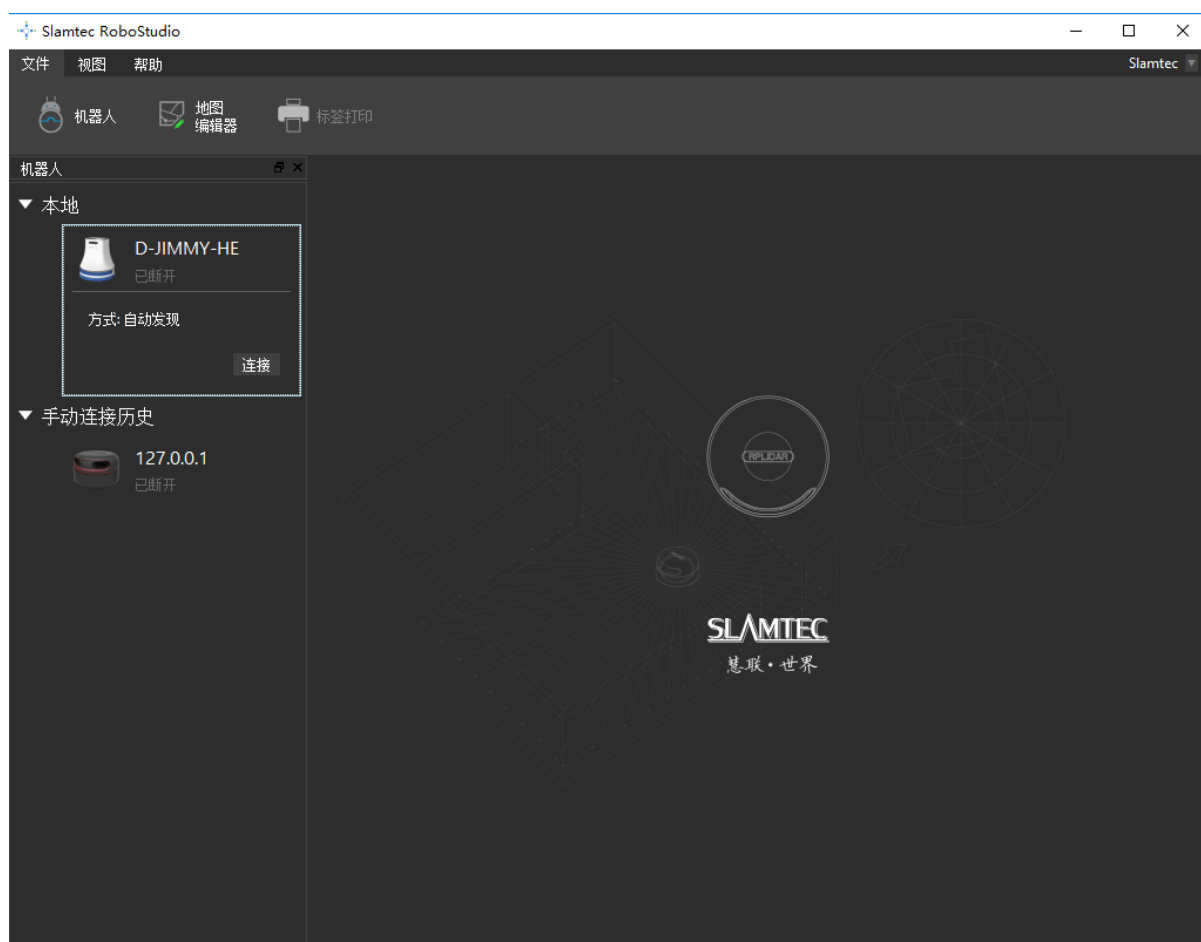 Slamtec RoboStudio
文件 视图 帮助 Slamtec
机器人
地图
编辑器
标签打印
机器人
本地
D-JIMMY-HE
已断开
方式: 自动发现
连接
手动连接历史
127.0.0.1
已断开
RPLIDAR
SLAMTEC
慧联·世界